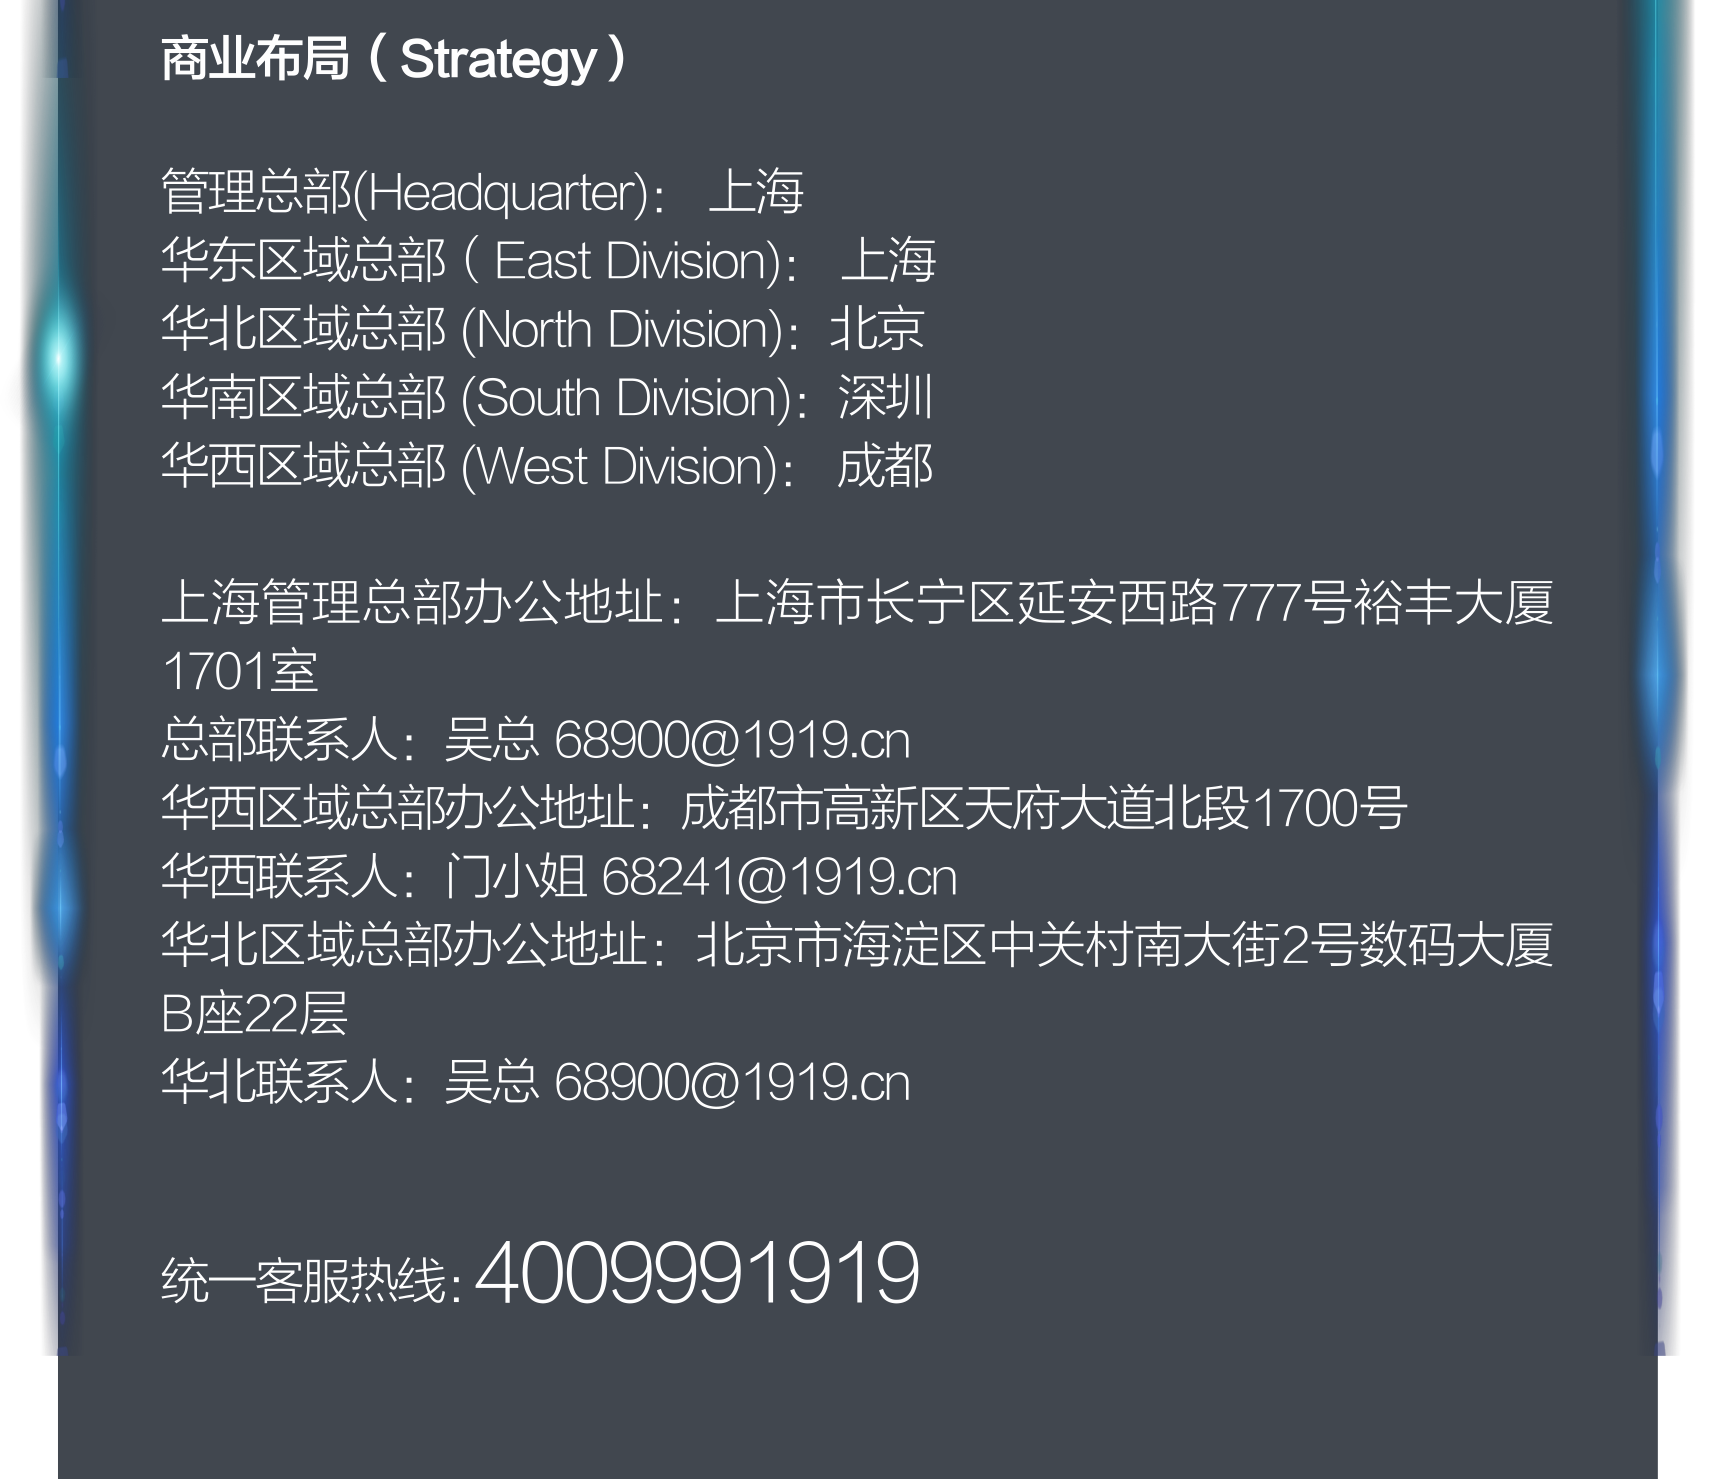 商业布局（Strategy）
管理总部(Headquarter)： 上海
华东区域总部（ East Division)： 上海
华北区域总部 (North Division)：北京
华南区域总部 (South Division)：深圳
华西区域总部 (West Division)： 成都
上海管理总部办公地址：上海市长宁区延安西路777号裕丰大厦
1701室
总部联系人：吴总 68900@1919.cn
华西区域总部办公地址：成都市高新区天府大道北段1700号
华西联系人：门小姐 68241@1919.cn
华北区域总部办公地址：北京市海淀区中关村南大街2号数码大厦
B座22层
华北联系人：吴总 68900@1919.cn
统一客服热线: 4009991919